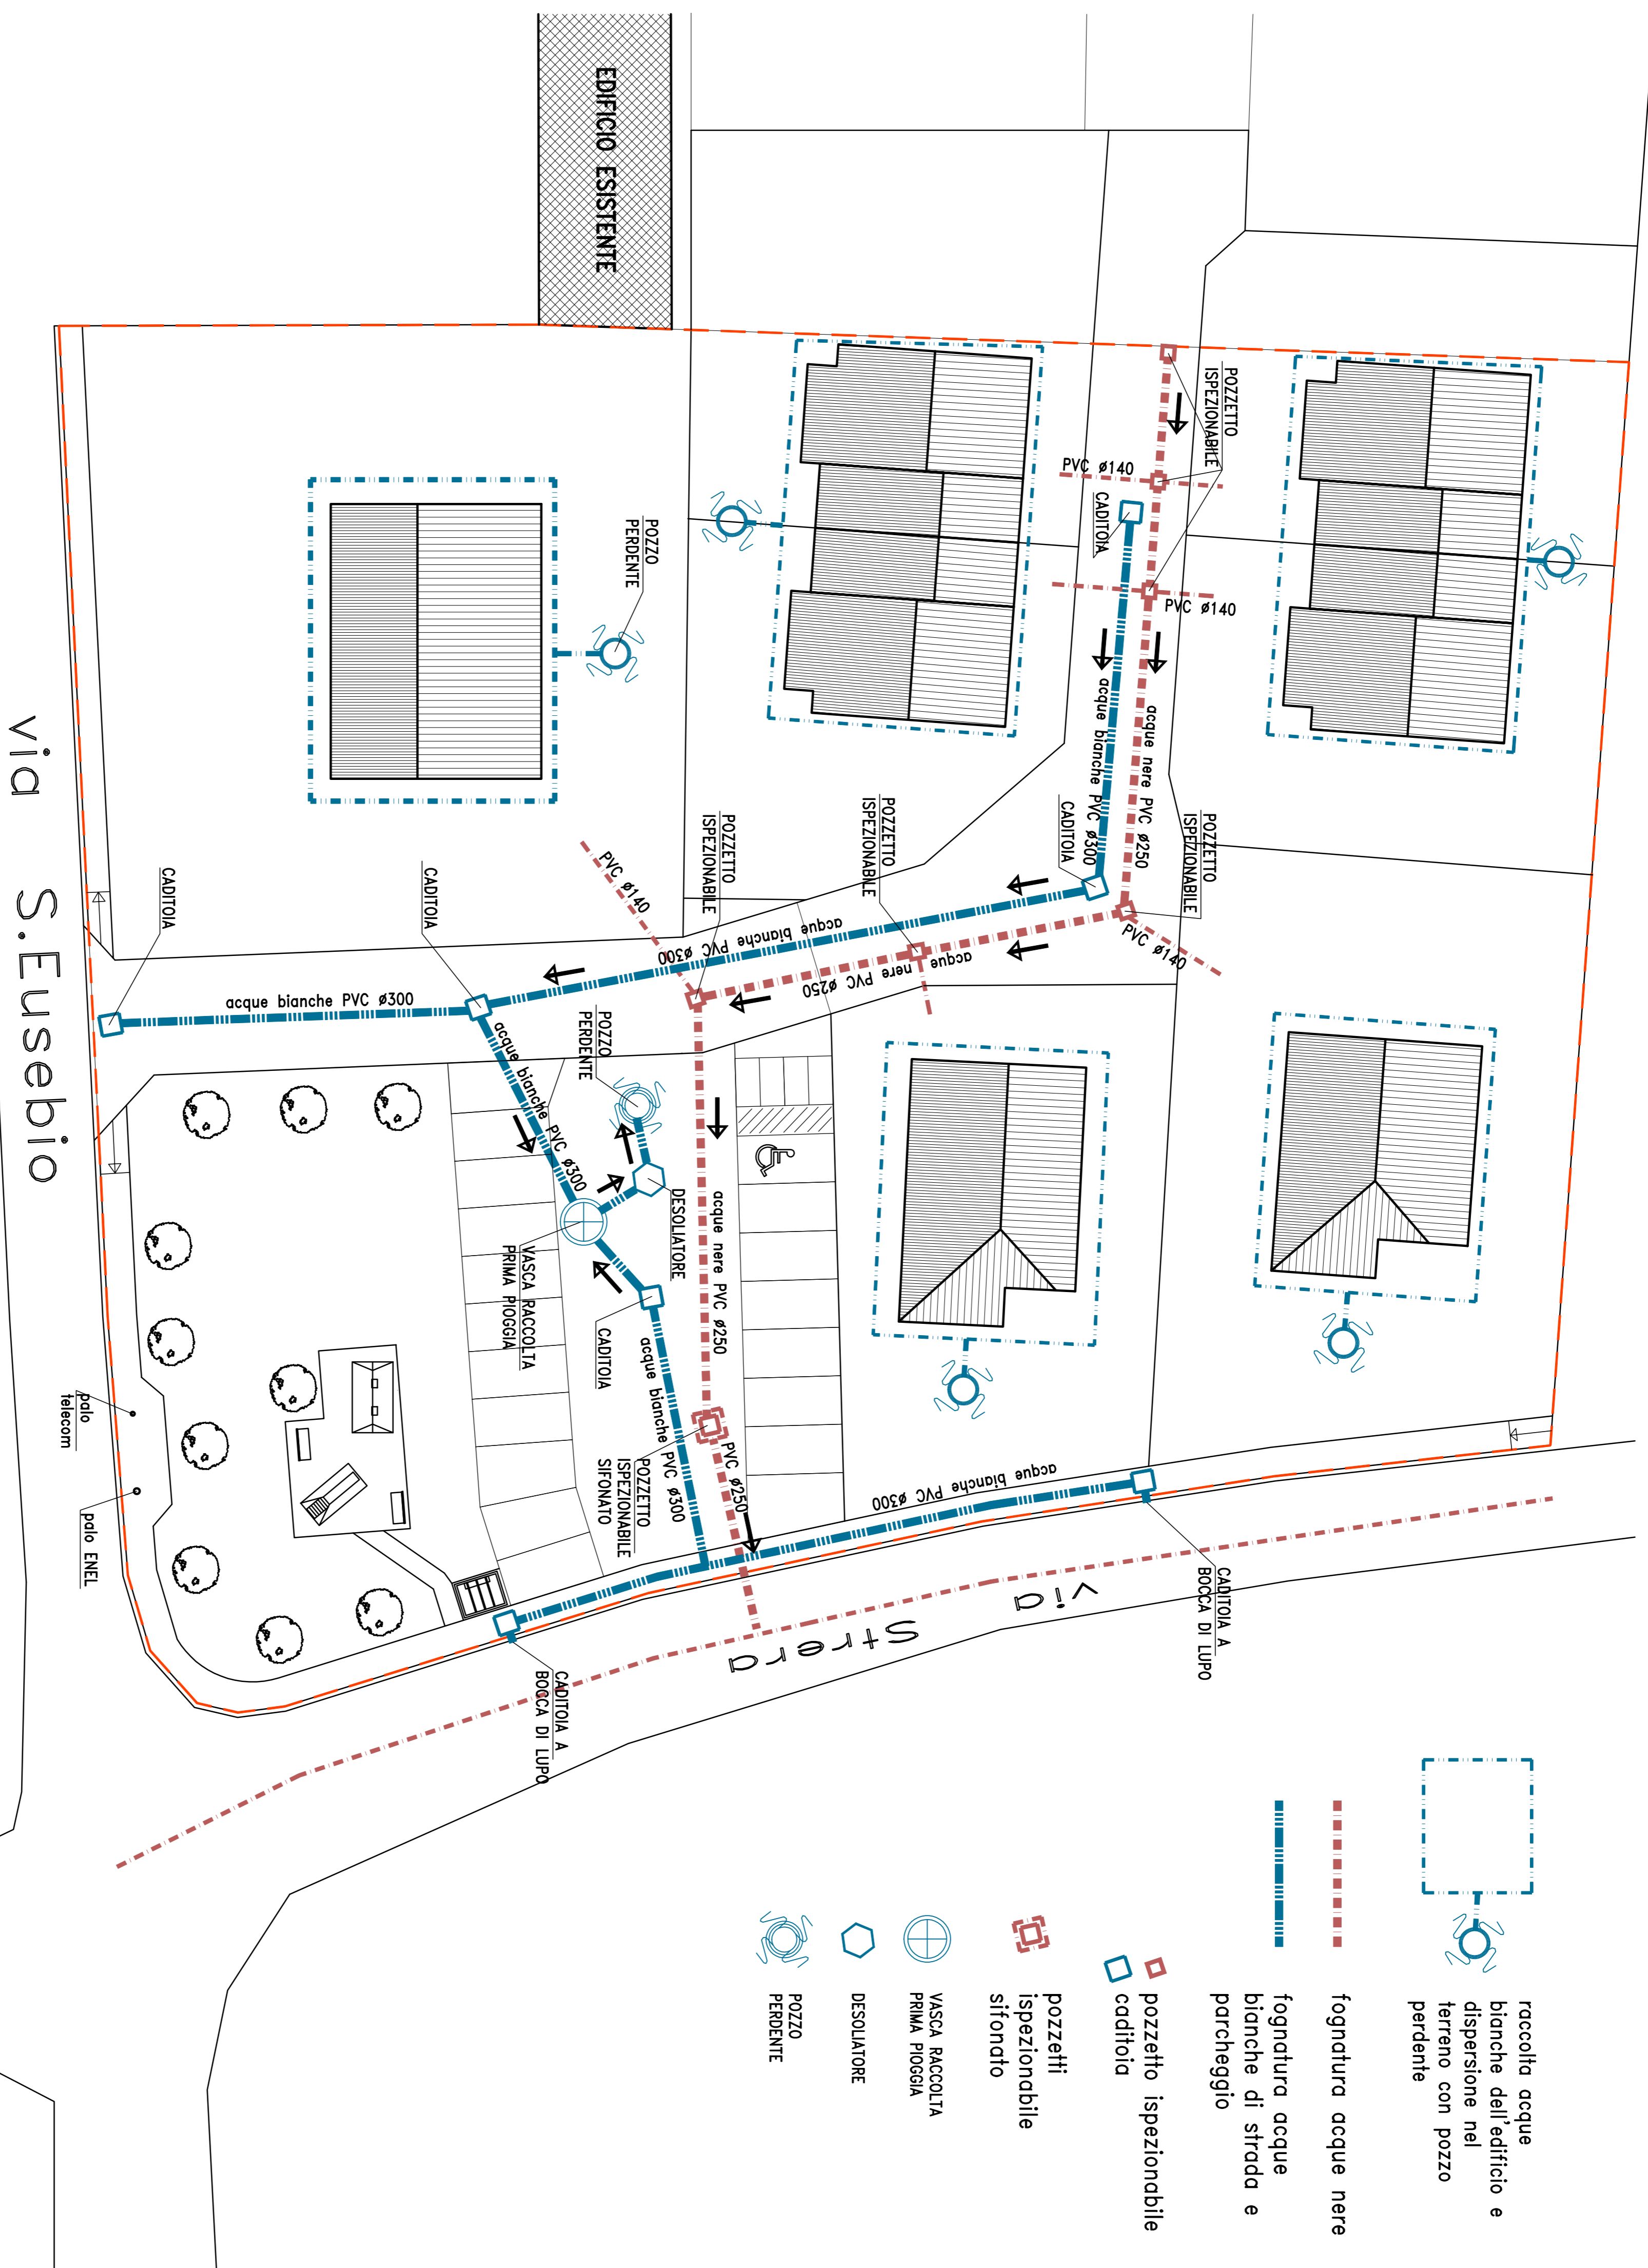 EDIFICIO ESISTENTE
POZZETTO
ISPEZIONABILE
PVC ø140
CADITOIA
PVC ø140
POZZO
PERDENTE
acque nere PVC ø250
acque bianche PVC ø300
CADITOIA
POZZETTO
ISPEZIONABILE
PVC ø140
POZZETTO
ISPEZIONABILE
POZZETTO
ISPEZIONABILE
PVC ø140
acque bianche PVC ø300
acque nere PVC ø250
CADITOIA
CADITOIA
acque bianche PVC ø300
acque bianche PVC ø300
POZZO
PERDENTE
DESOLIATORE
VASCA RACCOLTA
PRIMA PIOGGIA
CADITOIA
acque nere PVC ø250
acque bianche PVC ø300
POZZETTO
ISPEZIONABILE
SIFONATO
PVC ø250
acque bianche PVC ø300
CADITOIA A
BOCCA DI LUPO
CADITOIA A
BOCCA DI LUPO
palo
telecom
palo ENEL
via S.Eusebio
Via Strera
raccolta acque
bianche dell'edificio e
dispersione nel
terreno con pozzo
perdente
fognatura acque nere
fognatura acque
bianche di strada e
parcheggio
pozzetto ispezionabile
caditoia
pozzetti
ispezionabile
sifonato
VASCA RACCOLTA
PRIMA PIOGGIA
DESOLIATORE
POZZO
PERDENTE